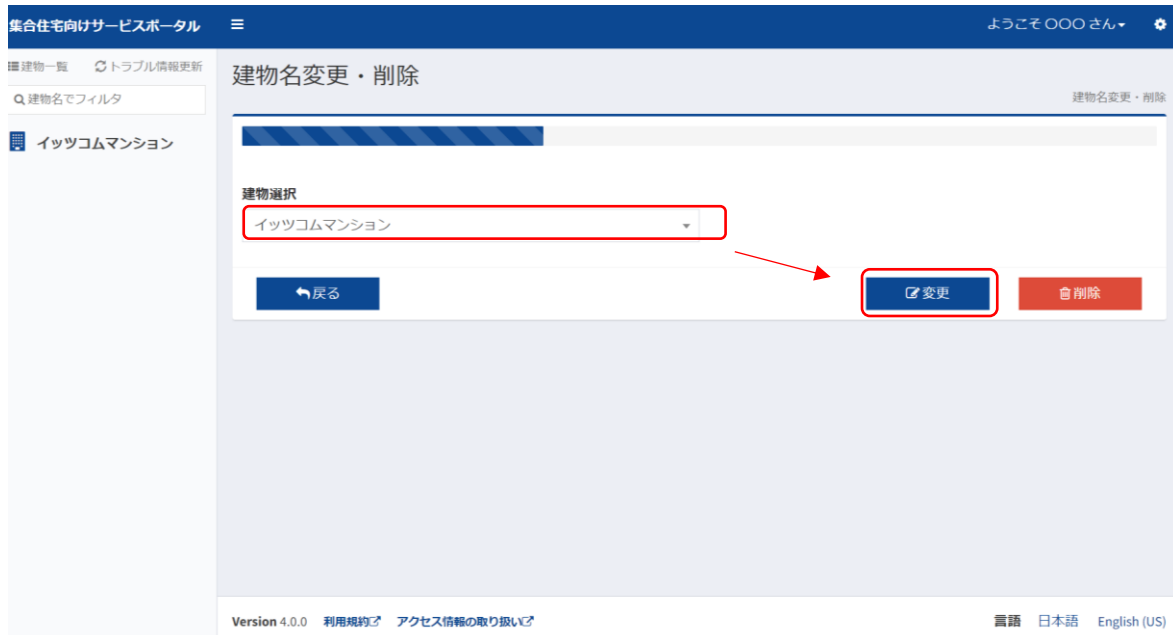 集合住宅向けサービスポータル
ようこそ OOO さん
建物一覧 トラブル情報更新
建物名でフィルタ
イッツコムマンション
建物名変更・削除
建物名変更・削除
建物選択
イッツコムマンション
戻る
変更
削除
Version 4.0.0 利用規約 アクセス情報の取り扱い
言語 日本語 English (US)